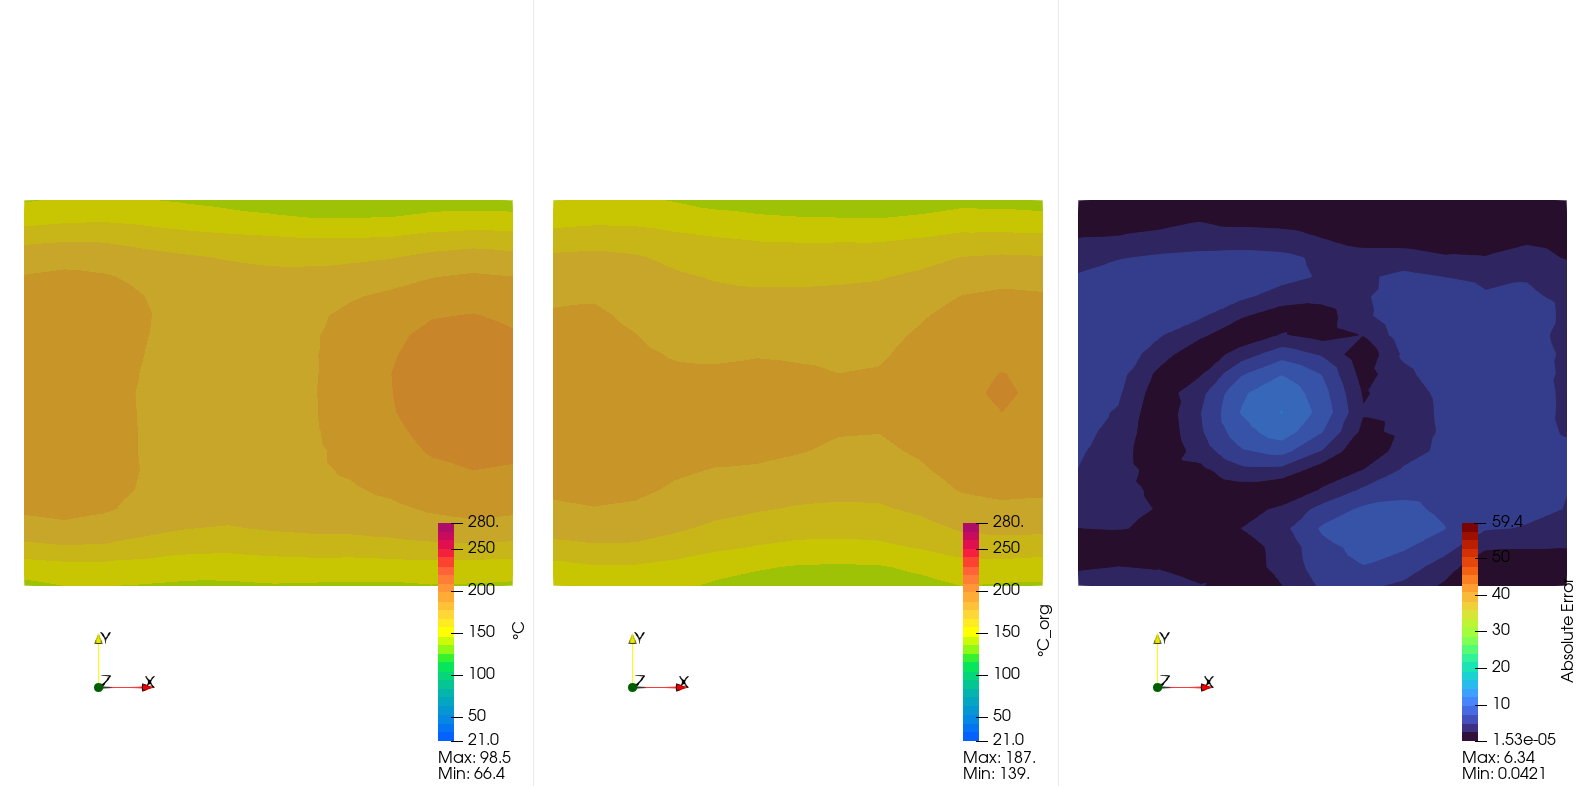 280.
250
200
150
100
50
21.0
°C
Max: 98.5
Min: 66.4
Y
Z
X
280.
250
200
150
100
50
21.0
°C_org
Max: 187.
Min: 139.
Y
Z
X
59.4
50
40
30
20
10
1.53e-05
Absolute Error
Max: 6.34
Min: 0.0421
Y
Z
X